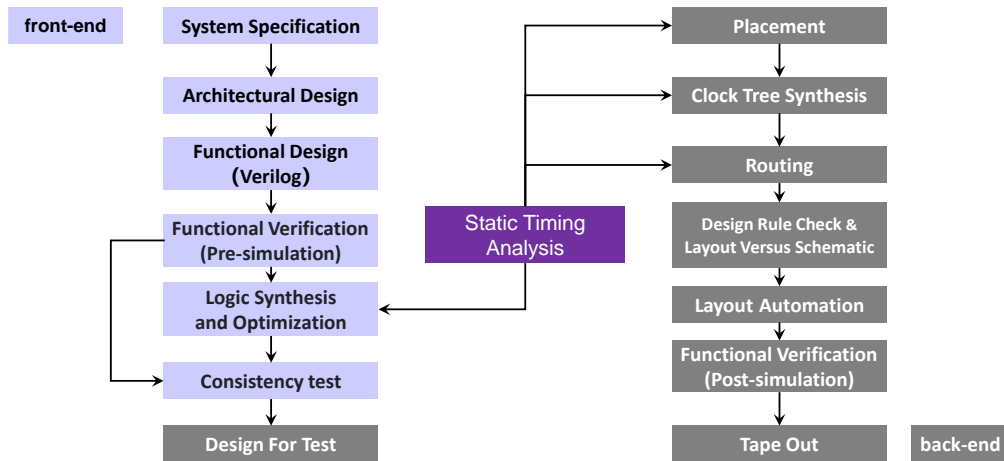 front-end
System Specification
Architectural Design
Functional Design
(Verilog)
Functional Verification
(Pre-simulation)
Logic Synthesis
and Optimization
Consistency test
Design For Test
Static Timing
Analysis
Placement
Clock Tree Synthesis
Routing
Design Rule Check &
Layout Versus Schematic
Layout Automation
Functional Verification
(Post-simulation)
Tape Out
back-end